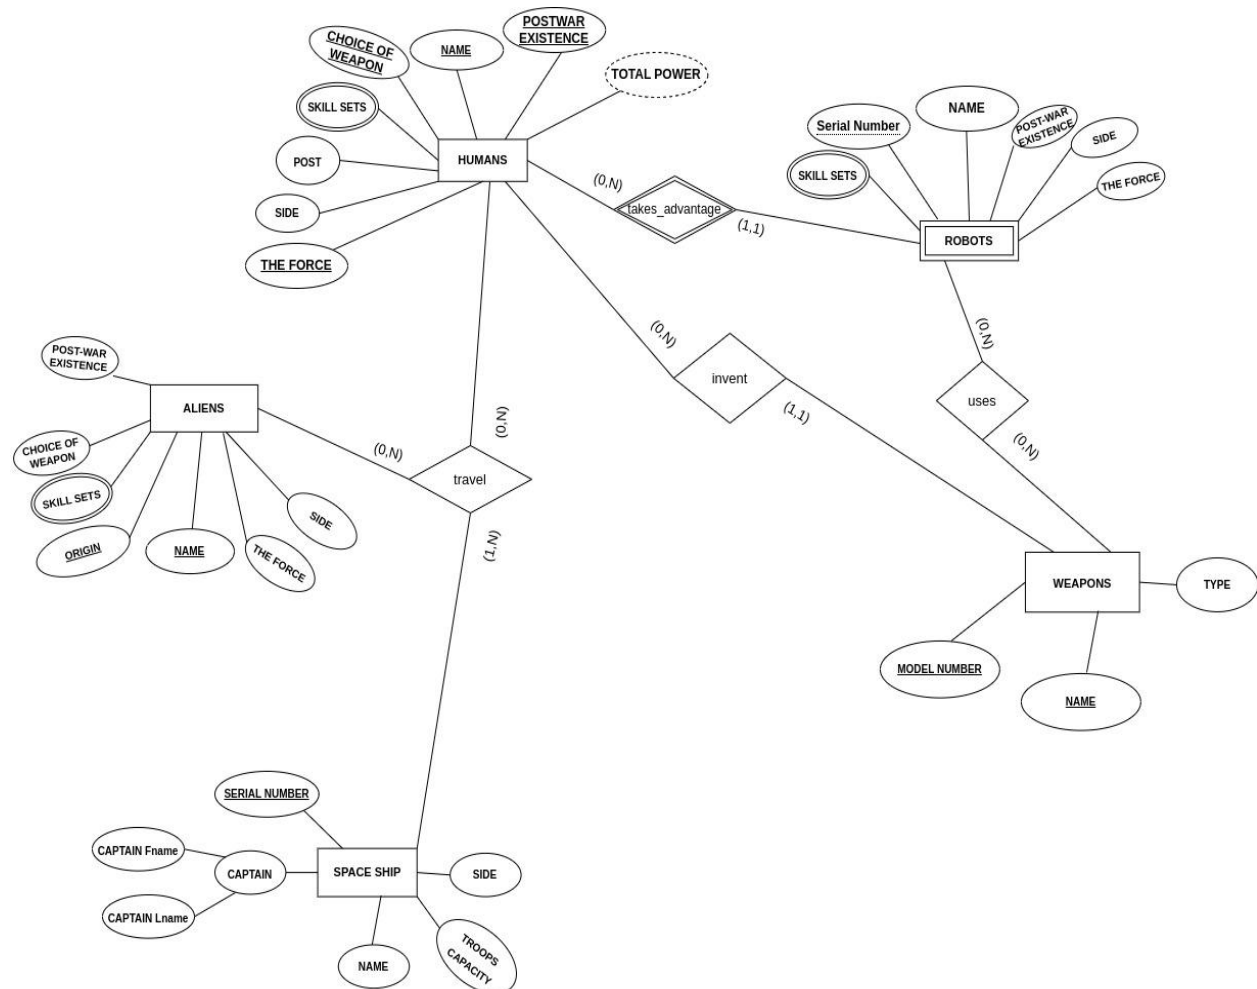 POSTWAR
EXISTENCE
CHOICE OF
WEAPON
NAME
TOTAL POWER
SKILL SETS
POST
HUMANS
SIDE
THE FORCE
(0,N)
takes_advantage
(1,1)
NAME
Serial Number
POST-WAR
EXISTENCE
SIDE
SKILL SETS
THE FORCE
ROBOTS
(0,N)
uses
(0,N)
(0,N)
invent
(1,1)
POST-WAR
EXISTENCE
ALIENS
CHOICE OF
WEAPON
SKILL SETS
ORIGIN
NAME
THE FORCE
SIDE
(0,N)
(0,N)
travel
(1,N)
WEAPONS
TYPE
MODEL NUMBER
NAME
SERIAL NUMBER
CAPTAIN Fname
CAPTAIN
CAPTAIN Lname
SPACE SHIP
SIDE
NAME
TROOPS
CAPACITY